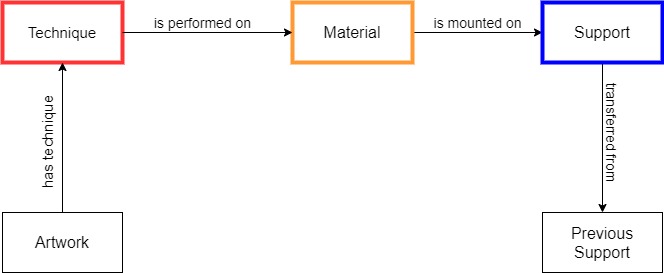 Technique
is performed on
Material
is mounted on
Support
has technique
transferred from
Artwork
Previous
Support